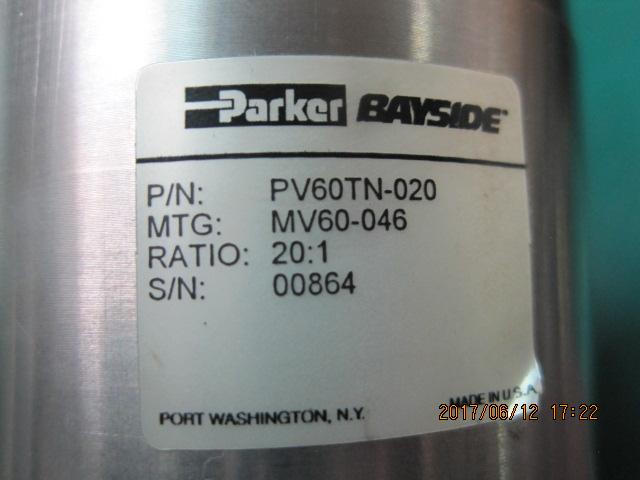 Parker BAYSIDE
P/N: PV60TN-020
MTG: MV60-046
RATIO: 20:1
S/N: 00864
MADE IN U.S.A
PORT WASHINGTON, N.Y.
2017/06/12 17:22